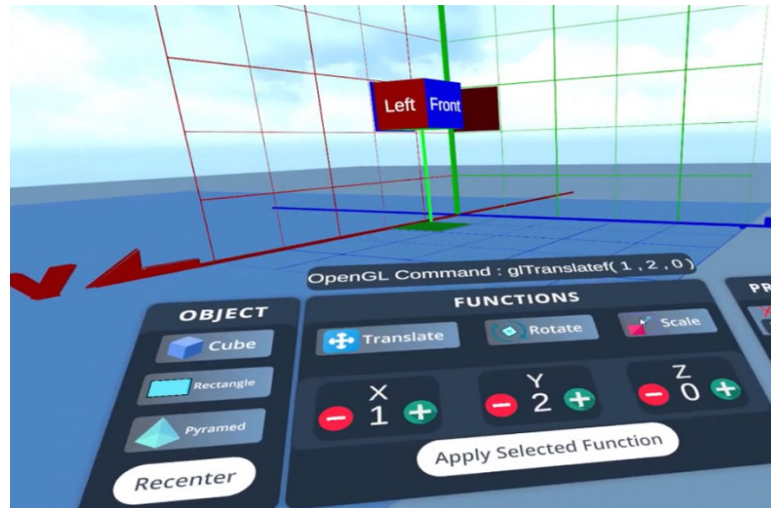 Left Front
OpenGL Command : glTranslatef( 1 , 2 , 0 )
OBJECT
Cube
Rectangle
Pyramed
Recenter
FUNCTIONS
Translate Rotate Scale
X Y Z
1 2 0
Apply Selected Function